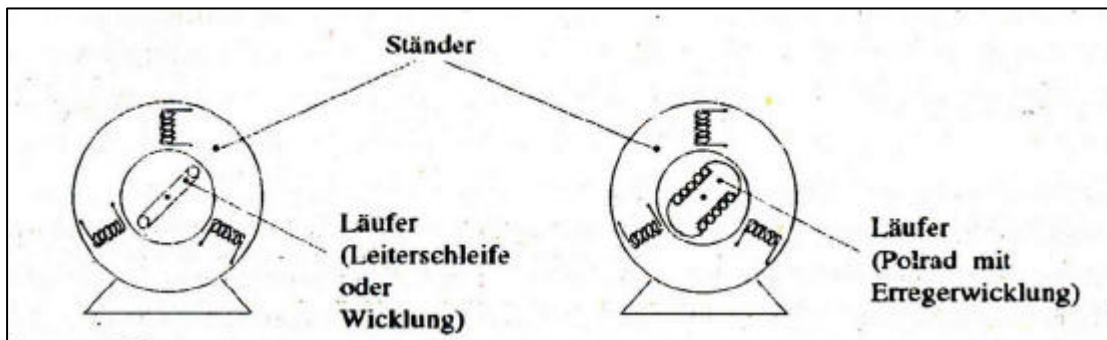 Ständer
Läufer
(Leiterschleife
oder
Wicklung)
Läufer
(Polrad mit
Erregerwicklung)